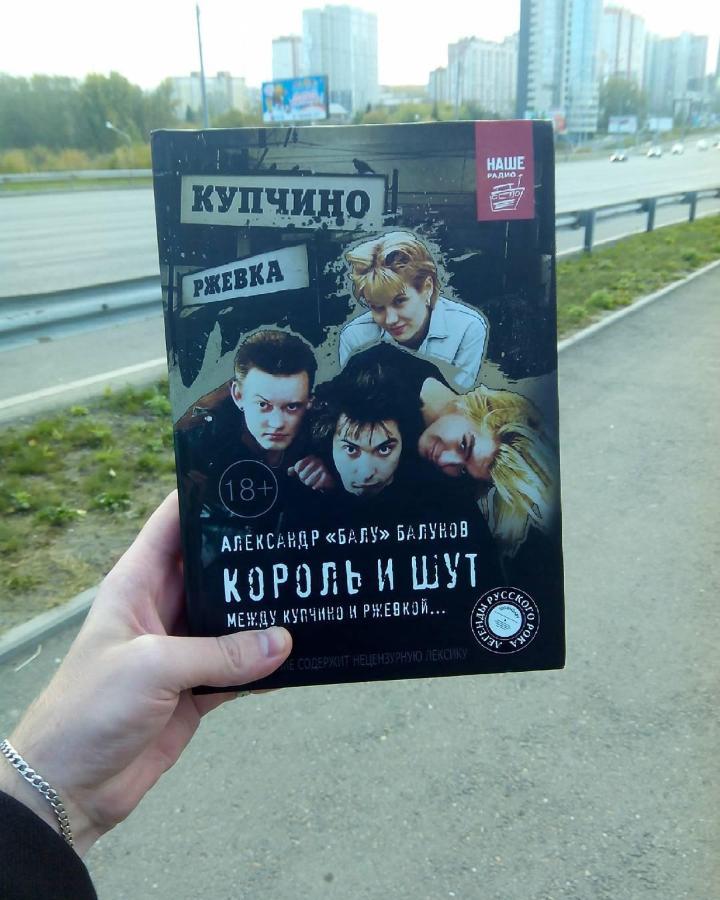 НАШЕ
РАДИО
КУПЧИНО
РЖЕВКА
18+
АЛЕКСАНДР «БАЛУ» БАЛУНОВ
КОРОЛЬ И ШУТ
МЕЖДУ КУПЧИНО И РЖЕВКОЙ...
ЛЕГЕНДЫ РУССКОГО РОКА
СОДЕРЖИТ НЕЦЕНЗУРНУЮ ЛЕКСИКУ